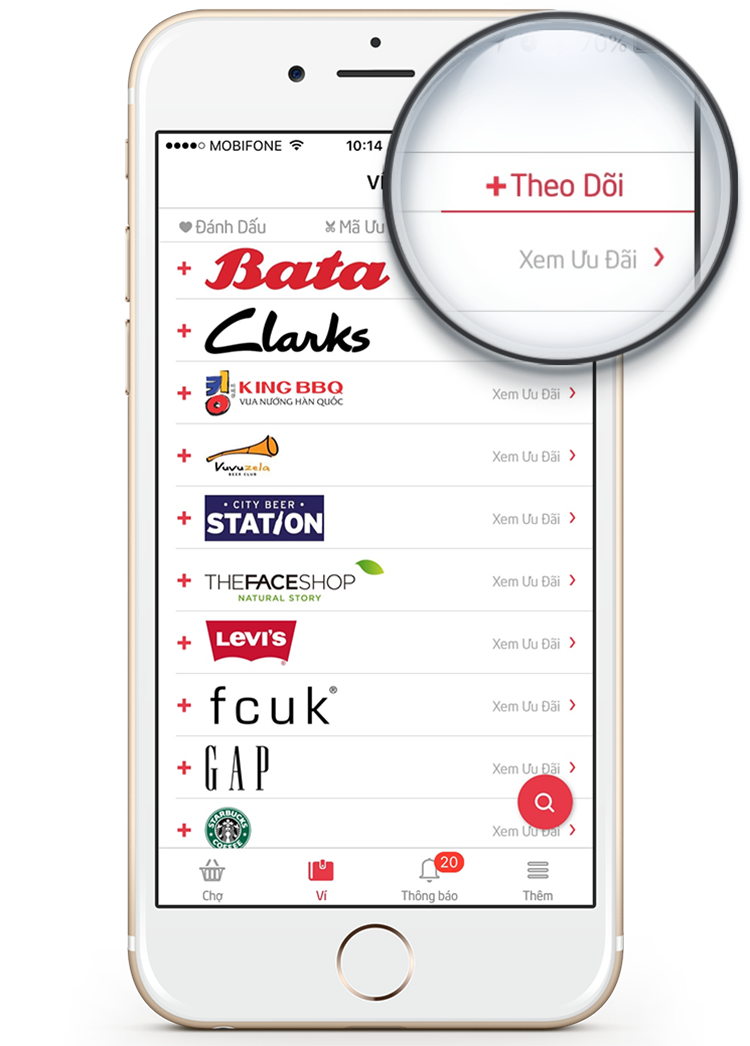 70%
●●●●○ MOBIFONE 10:14
Ví
+Theo Dõi
Đánh Dấu Mã Ưu
Xem Ưu Đãi
+ Bata
+ Clarks
+ KING BBQ
VUA NƯỚNG HÀN QUỐC
Xem Ưu Đãi
+ Vuvuzela
BEER CLUB
Xem Ưu Đãi
+ • CITY BEER •
STATION
Xem Ưu Đãi
+ THEFACESHOP
NATURAL STORY
Xem Ưu Đãi
+ LEVI'S®
Xem Ưu Đãi
+ fcuk®
Xem Ưu Đãi
+ GAP
Xem Ưu Đãi
+ STARBUCKS
COFFEE
Xem Ưu Đãi
20
Chợ Ví Thông báo Thêm